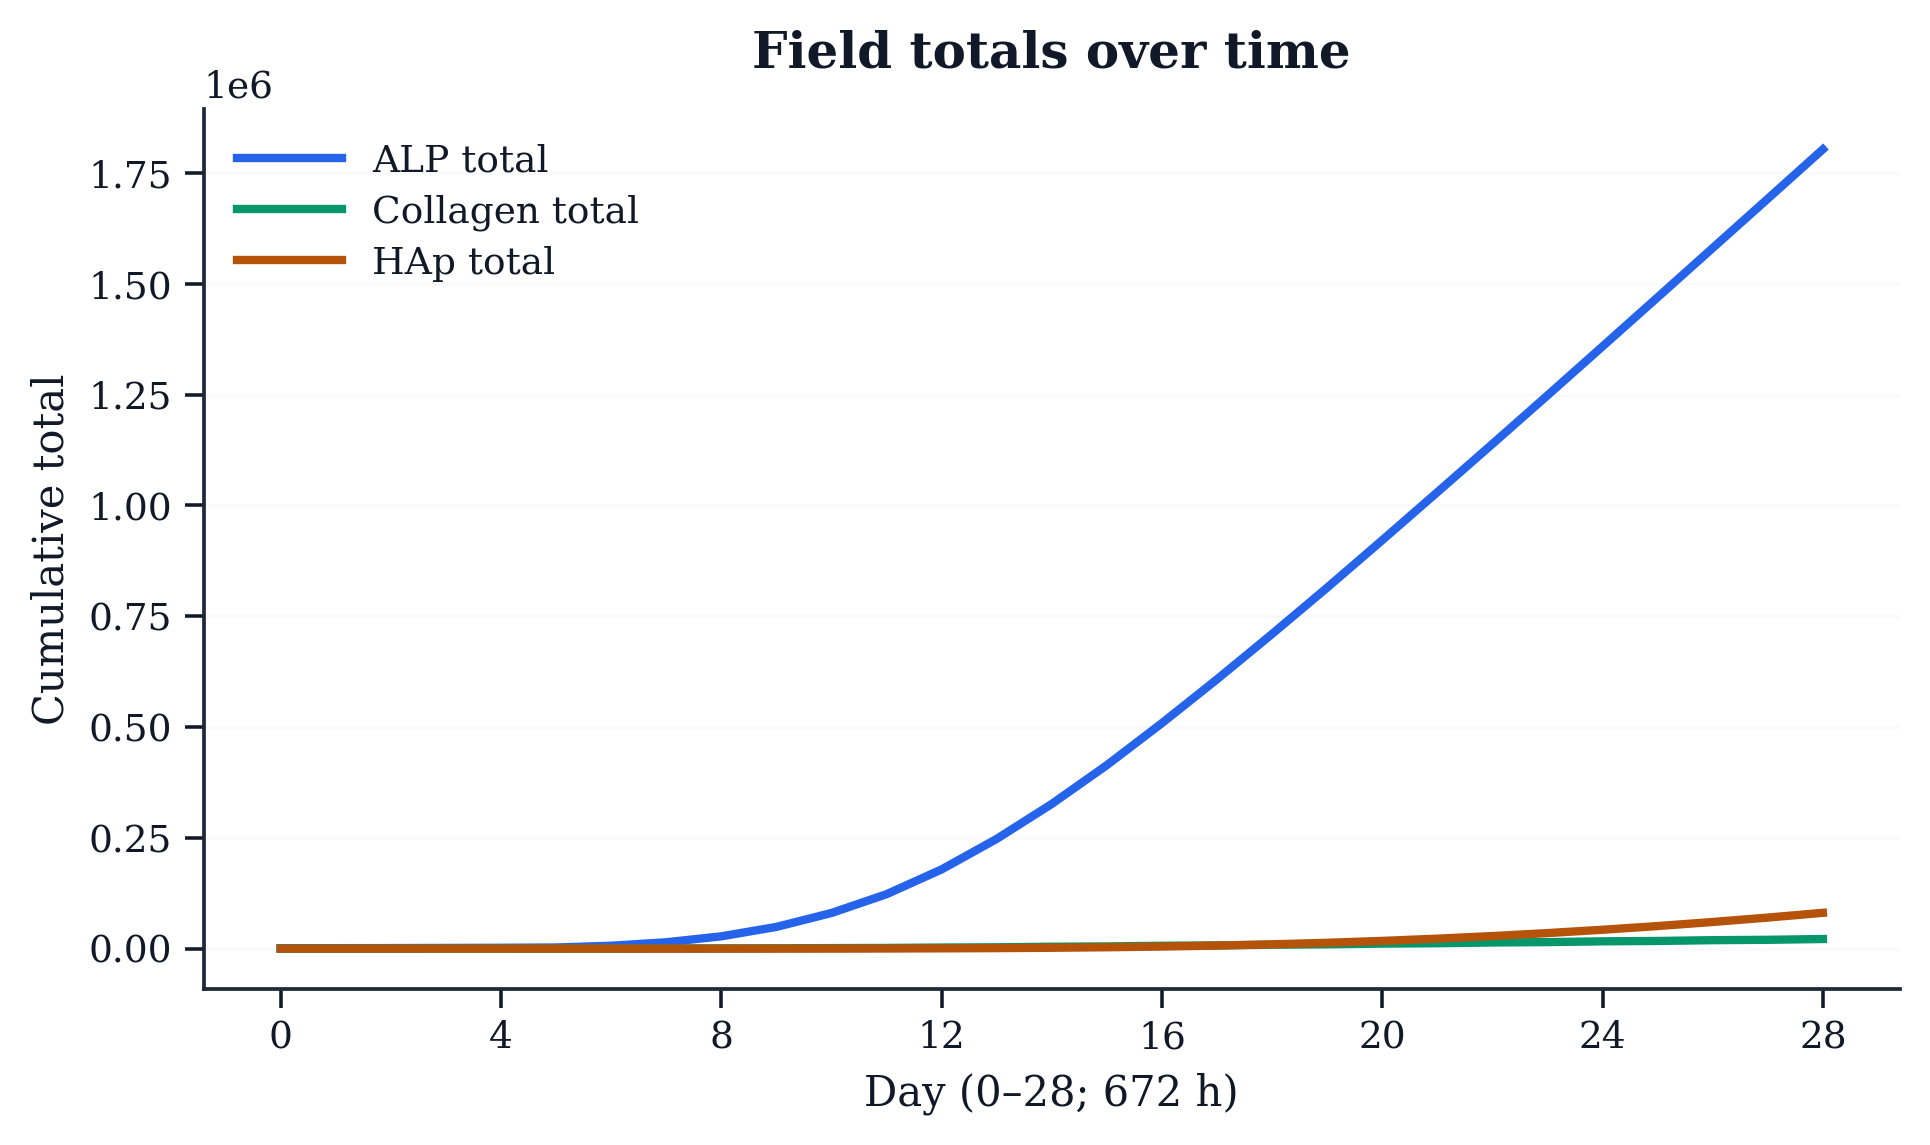 Field totals over time
1e6
ALP total
Collagen total
HAp total
1.75
1.50
1.25
1.00
0.75
0.50
0.25
0.00
Cumulative total
0 4 8 12 16 20 24 28
Day (0–28; 672 h)